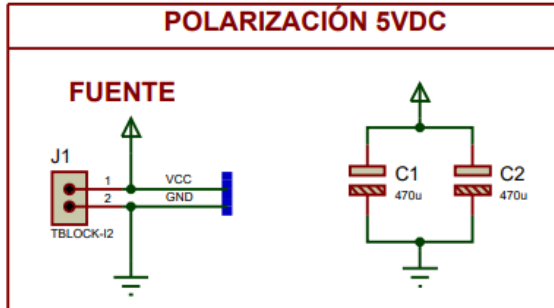 POLARIZACIÓN 5VDC
FUENTE
J1
1
VCC
2
GND
TBLOCK-I2
C1
470u
C2
470u